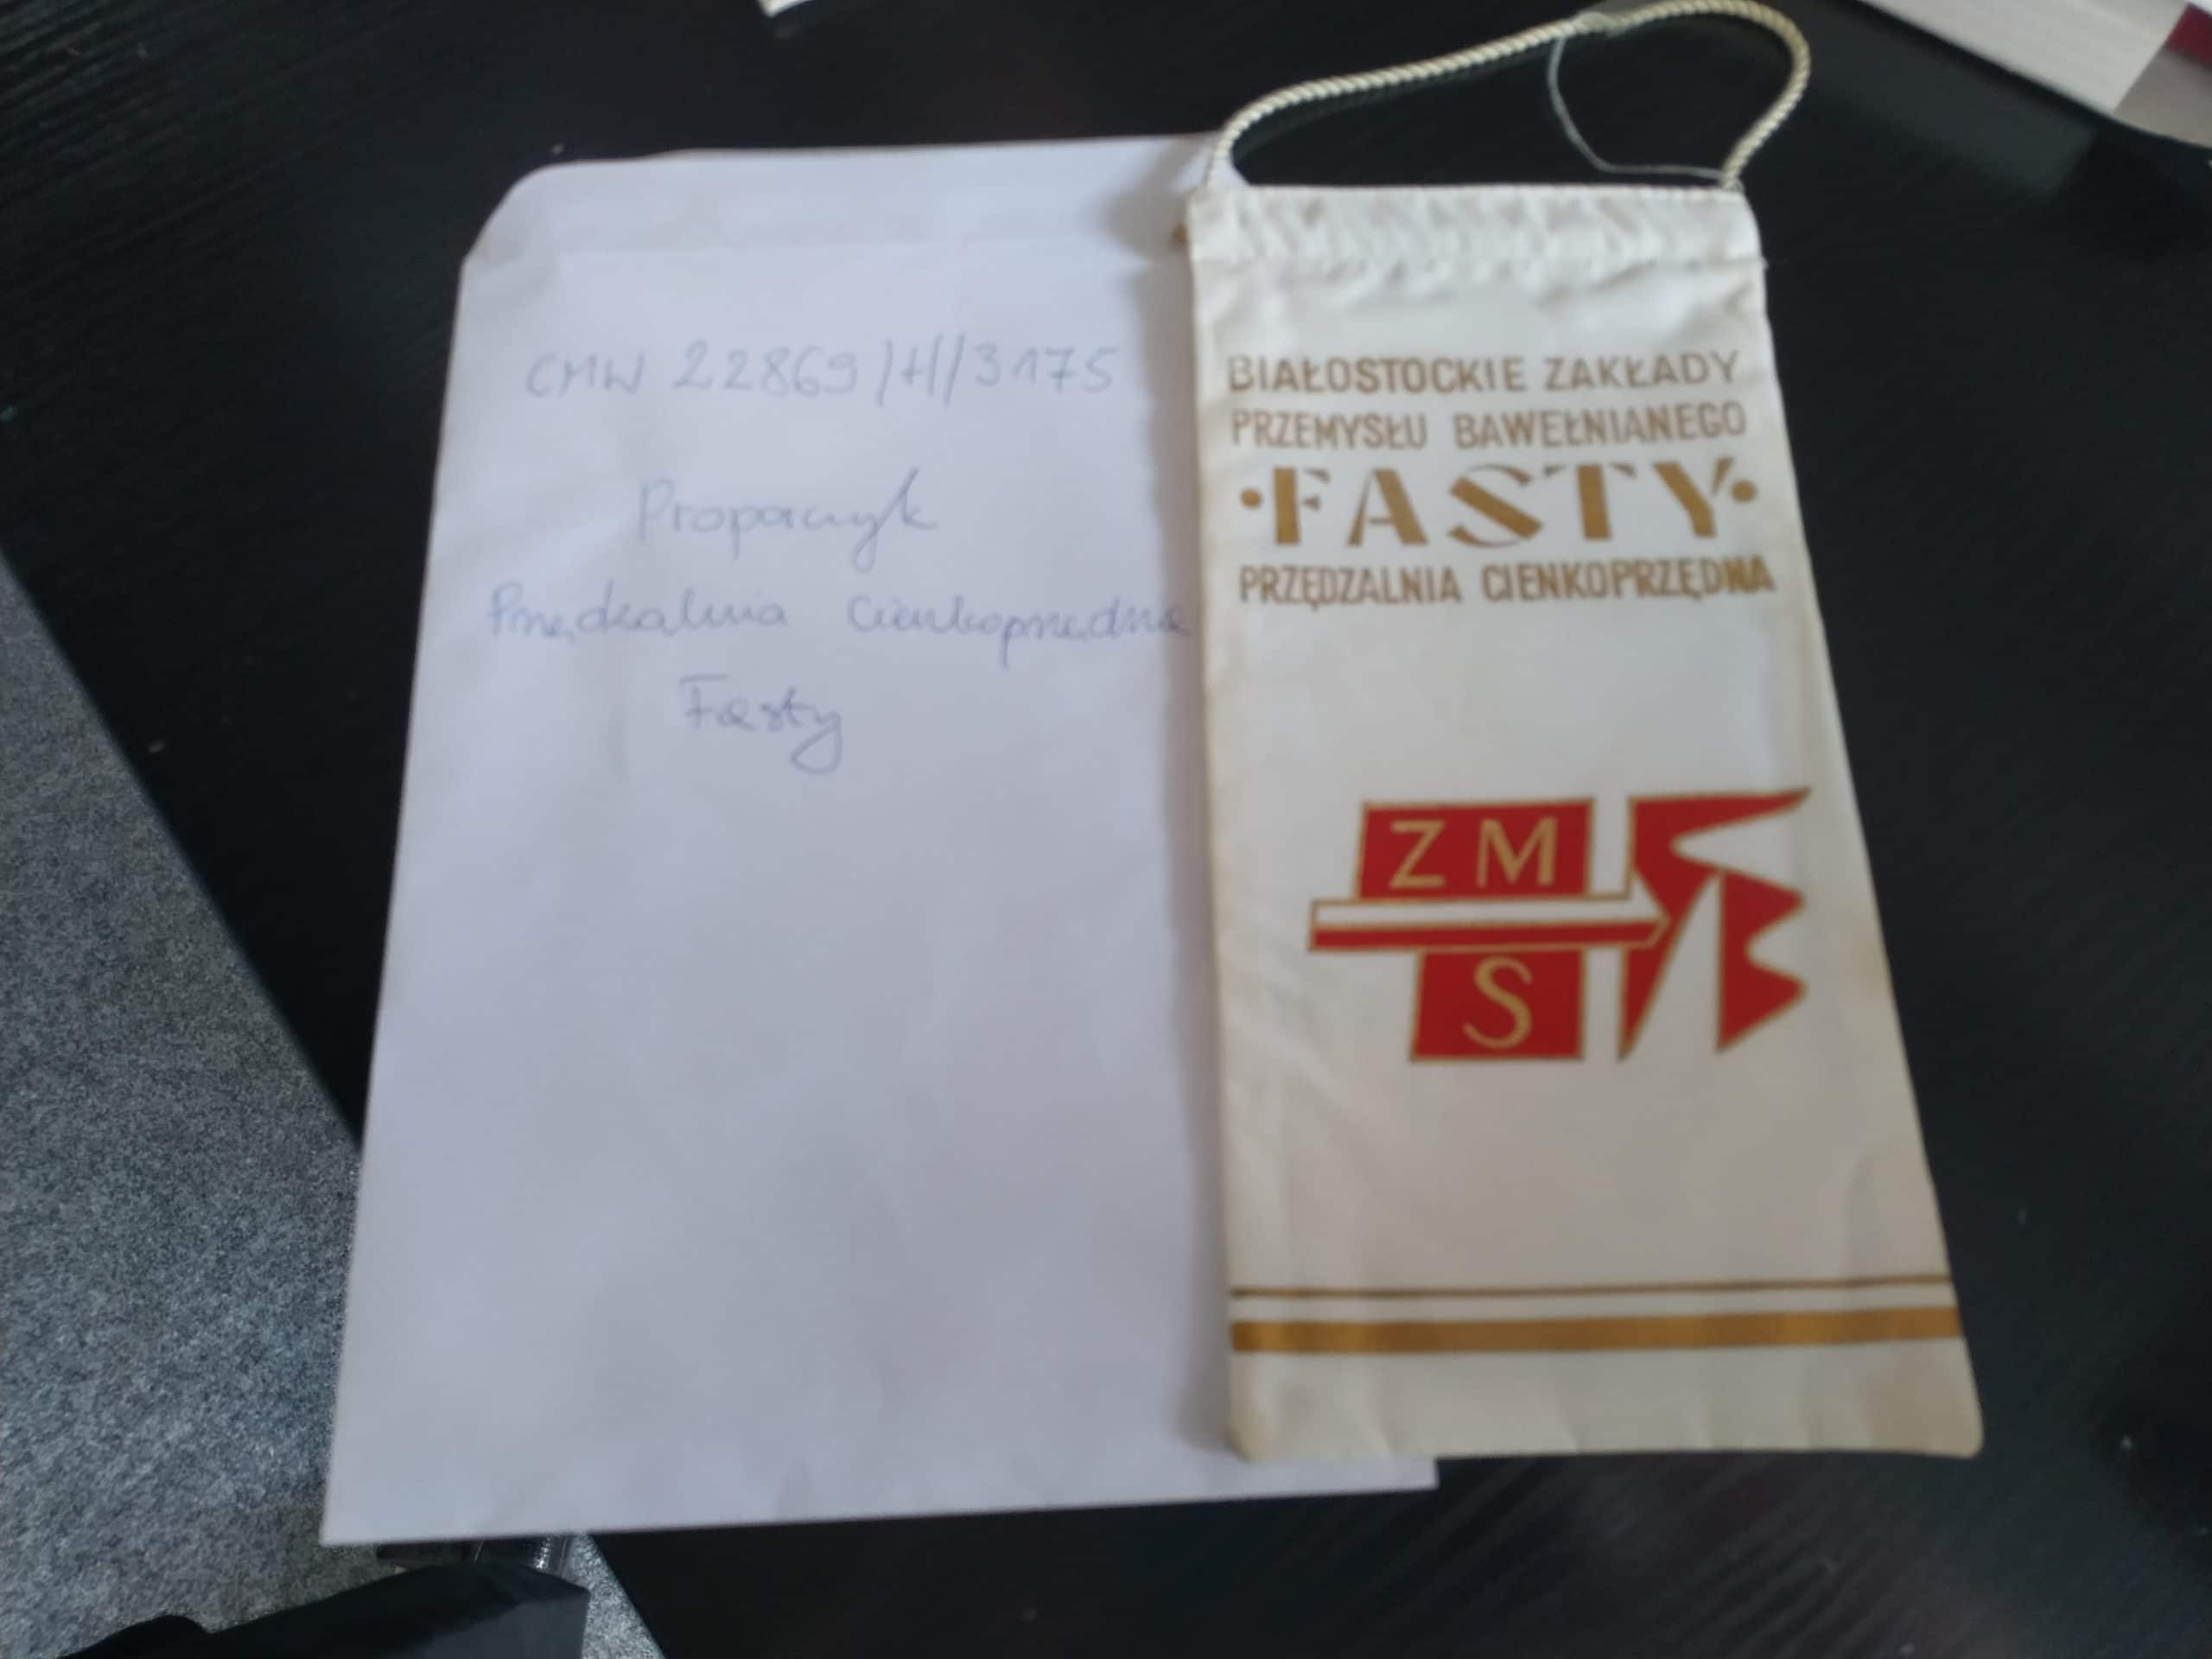 CMW 22869/H/3175
Proporczyk
Przędzalnia Cienkoprzędna
Fasty
BIAŁOSTOCKIE ZAKŁADY
PRZEMYSŁU BAWEŁNIANEGO
·FASTY·
PRZĘDZALNIA CIENKOPRZĘDNA
ZM
S